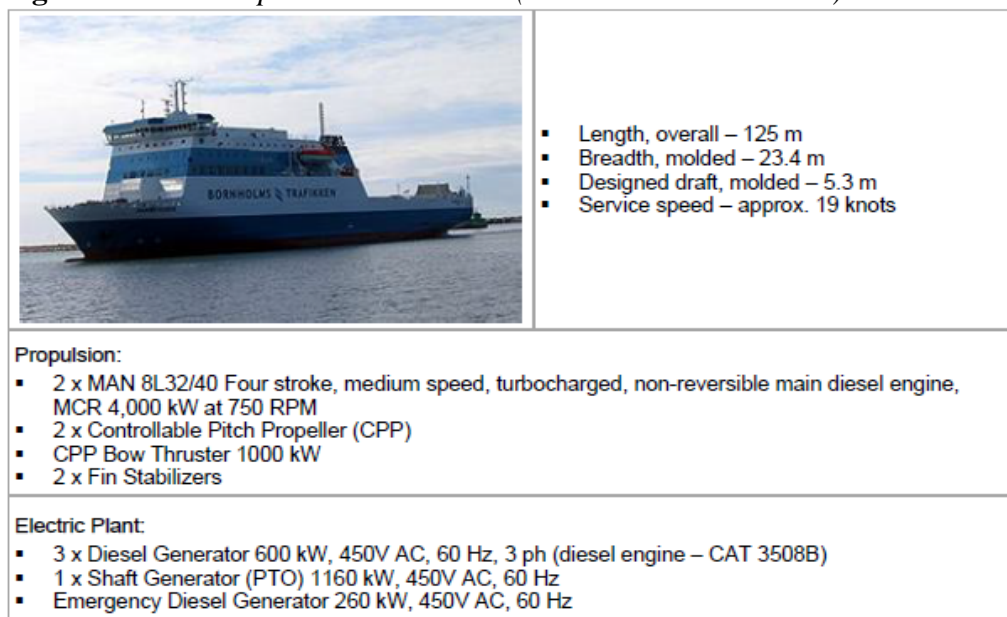 BORNHOLMS TRAFIKKEN
▪ Length, overall – 125 m
▪ Breadth, molded – 23.4 m
▪ Designed draft, molded – 5.3 m
▪ Service speed – approx. 19 knots
Propulsion:
▪ 2 x MAN 8L32/40 Four stroke, medium speed, turbocharged, non-reversible main diesel engine,
MCR 4,000 kW at 750 RPM
▪ 2 x Controllable Pitch Propeller (CPP)
▪ CPP Bow Thruster 1000 kW
▪ 2 x Fin Stabilizers
Electric Plant:
▪ 3 x Diesel Generator 600 kW, 450V AC, 60 Hz, 3 ph (diesel engine – CAT 3508B)
▪ 1 x Shaft Generator (PTO) 1160 kW, 450V AC, 60 Hz
▪ Emergency Diesel Generator 260 kW, 450V AC, 60 Hz